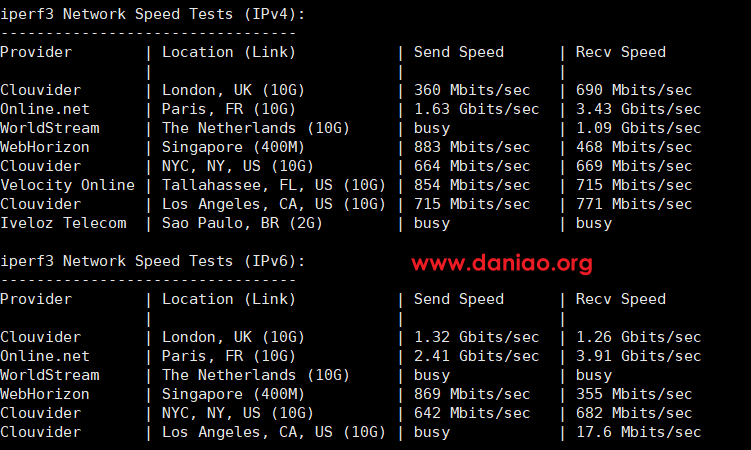 iperf3 Network Speed Tests (IPv4):
---------------------------------
Provider | Location (Link) | Send Speed | Recv Speed
| | |
Clouvider | London, UK (10G) | 360 Mbits/sec | 690 Mbits/sec
Online.net | Paris, FR (10G) | 1.63 Gbits/sec | 3.43 Gbits/sec
WorldStream | The Netherlands (10G) | busy | 1.09 Gbits/sec
WebHorizon | Singapore (400M) | 883 Mbits/sec | 468 Mbits/sec
Clouvider | NYC, NY, US (10G) | 664 Mbits/sec | 669 Mbits/sec
Velocity Online | Tallahassee, FL, US (10G) | 854 Mbits/sec | 715 Mbits/sec
Clouvider | Los Angeles, CA, US (10G) | 715 Mbits/sec | 771 Mbits/sec
Iveloz Telecom | Sao Paulo, BR (2G) | busy | busy
iperf3 Network Speed Tests (IPv6):
www.daniao.org
---------------------------------
Provider | Location (Link) | Send Speed | Recv Speed
| | |
Clouvider | London, UK (10G) | 1.32 Gbits/sec | 1.26 Gbits/sec
Online.net | Paris, FR (10G) | 2.41 Gbits/sec | 3.91 Gbits/sec
WorldStream | The Netherlands (10G) | busy | busy
WebHorizon | Singapore (400M) | 869 Mbits/sec | 355 Mbits/sec
Clouvider | NYC, NY, US (10G) | 642 Mbits/sec | 682 Mbits/sec
Clouvider | Los Angeles, CA, US (10G) | busy | 17.6 Mbits/sec